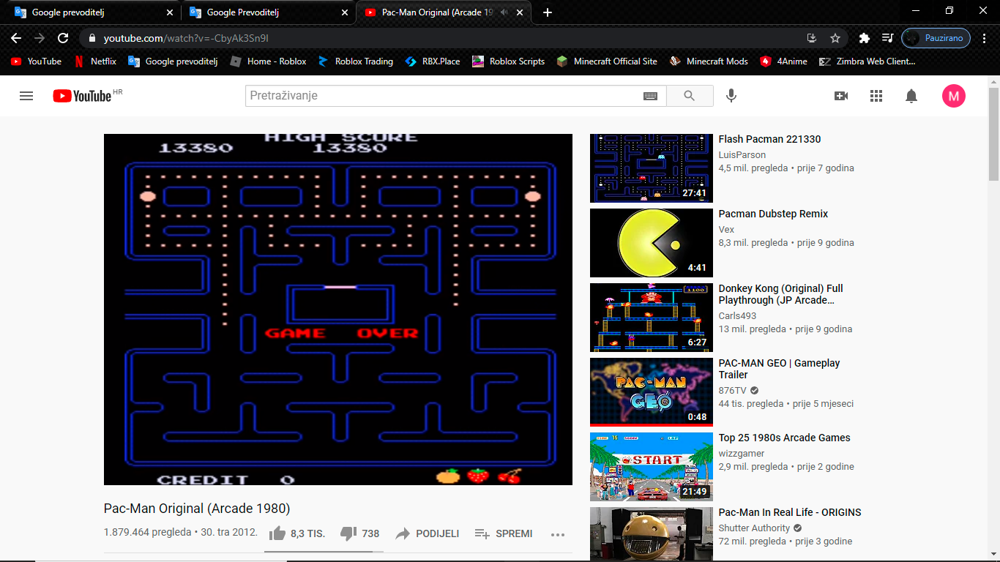 Google prevoditelj
Google Prevoditelj
Pac-Man Original (Arcade 19
youtube.com/watch?v=-CbyAk3Sn9I
Pauzirano
YouTube
Netflix
Google prevoditelj
Home - Roblox
Roblox Trading
RBX.Place
Roblox Scripts
Minecraft Official Site
Minecraft Mods
4Anime
Zimbra Web Client...
YouTube HR
Pretraživanje
M
HIGH SCORE
13380 13380
GAME OVER
CREDIT 0
Pac-Man Original (Arcade 1980)
1.879.464 pregleda • 30. tra 2012.
8,3 TIS. 738 PODIJELI SPREMI
27:41
Flash Pacman 221330
LuisParson
4,5 mil. pregleda • prije 7 godina
4:41
Pacman Dubstep Remix
Vex
8,3 mil. pregleda • prije 9 godina
1100
6:27
Donkey Kong (Original) Full
Playthrough (JP Arcade…
Carls493
13 mil. pregleda • prije 9 godina
PAC-MAN
GEO
0:48
PAC-MAN GEO | Gameplay
Trailer
876TV
44 tis. pregleda • prije 5 mjeseci
START
21:49
Top 25 1980s Arcade Games
wizzgamer
2,9 mil. pregleda • prije 2 godine
Pac-Man In Real Life - ORIGINS
Shutter Authority
72 mil. pregleda • prije 3 godine